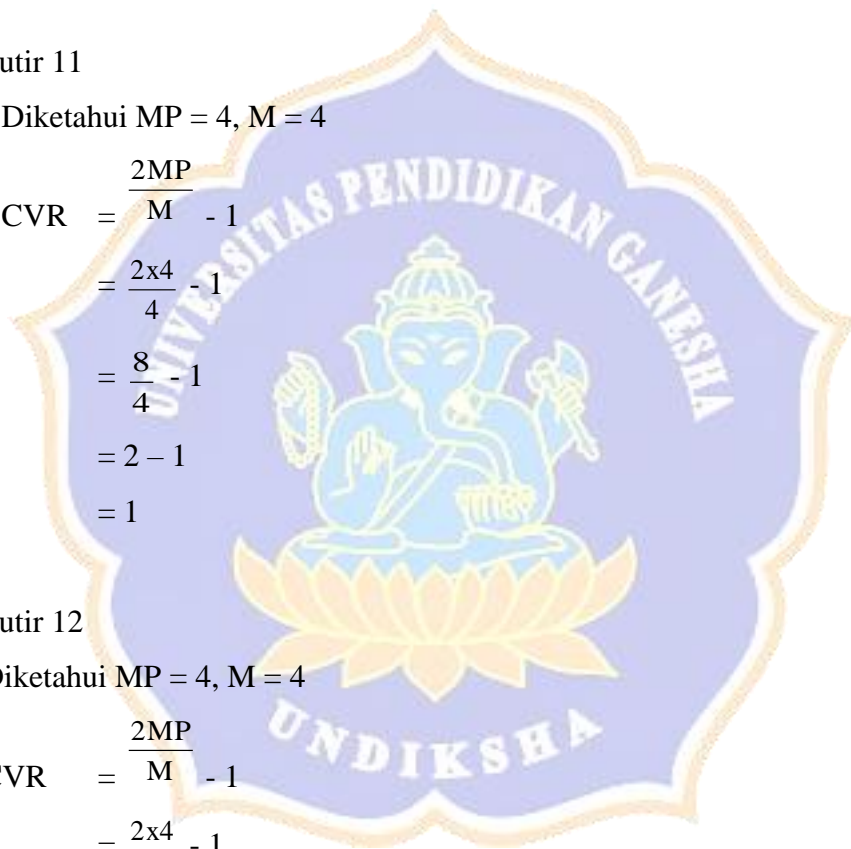 utir 11
Diketahui MP = 4, M = 4
CVR = 2MP/M - 1
= 2x4/4 - 1
= 8/4 - 1
= 2 – 1
= 1
utir 12
Diketahui MP = 4, M = 4
CVR = 2MP/M - 1
= 2x4 - 1
UNIVERSITAS PENDIDIKAN GANESHA
UNDIKSHA